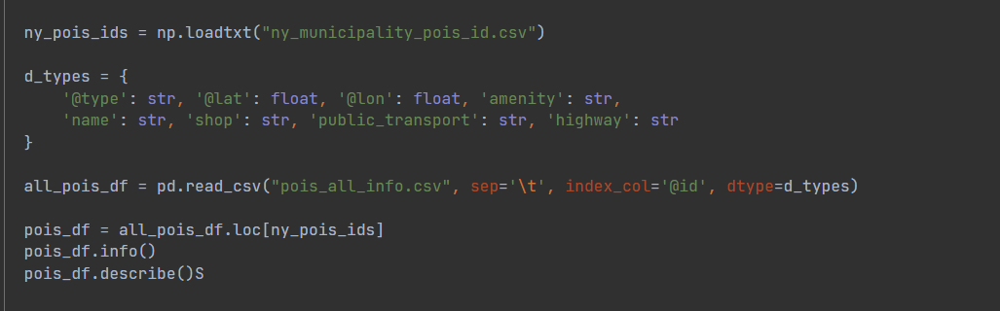 ny_pois_ids = np.loadtxt("ny_municipality_pois_id.csv")
d_types = {
    '@type': str, '@lat': float, '@lon': float, 'amenity': str,
    'name': str, 'shop': str, 'public_transport': str, 'highway': str
}
all_pois_df = pd.read_csv("pois_all_info.csv", sep='\t', index_col='@id', dtype=d_types)
pois_df = all_pois_df.loc[ny_pois_ids]
pois_df.info()
pois_df.describe()S